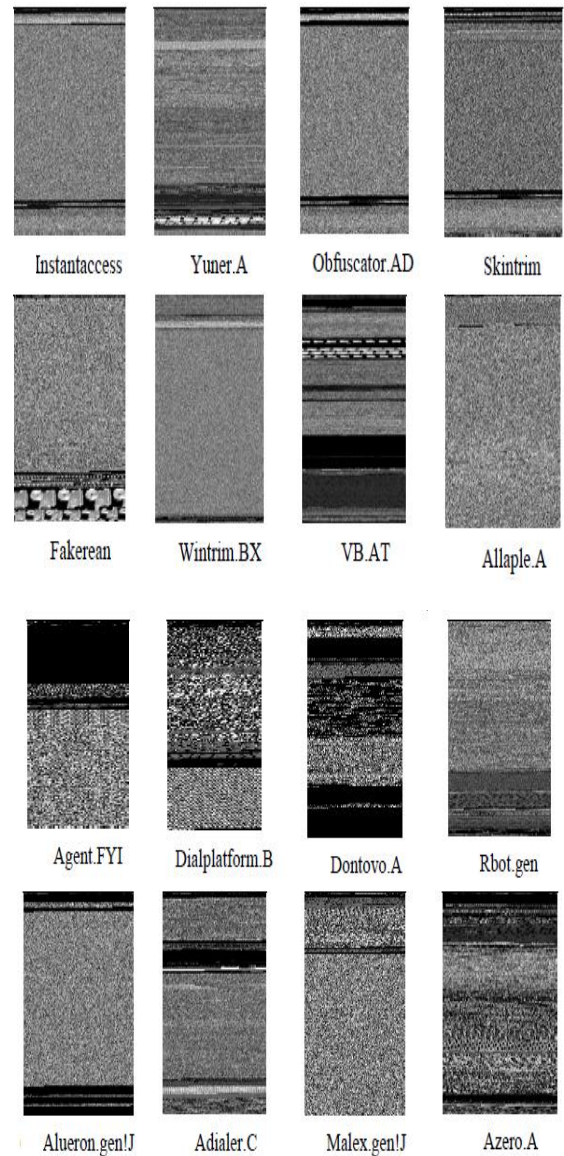 Instantaccess Yuner.A Obfuscator.AD Skintrim
Fakerean Wintrim.BX VB.AT Allaple.A
Agent.FYI Dialplatform.B Dontovo.A Rbot.gen
Alueron.gen!J Adialer.C Malex.gen!J Azero.A